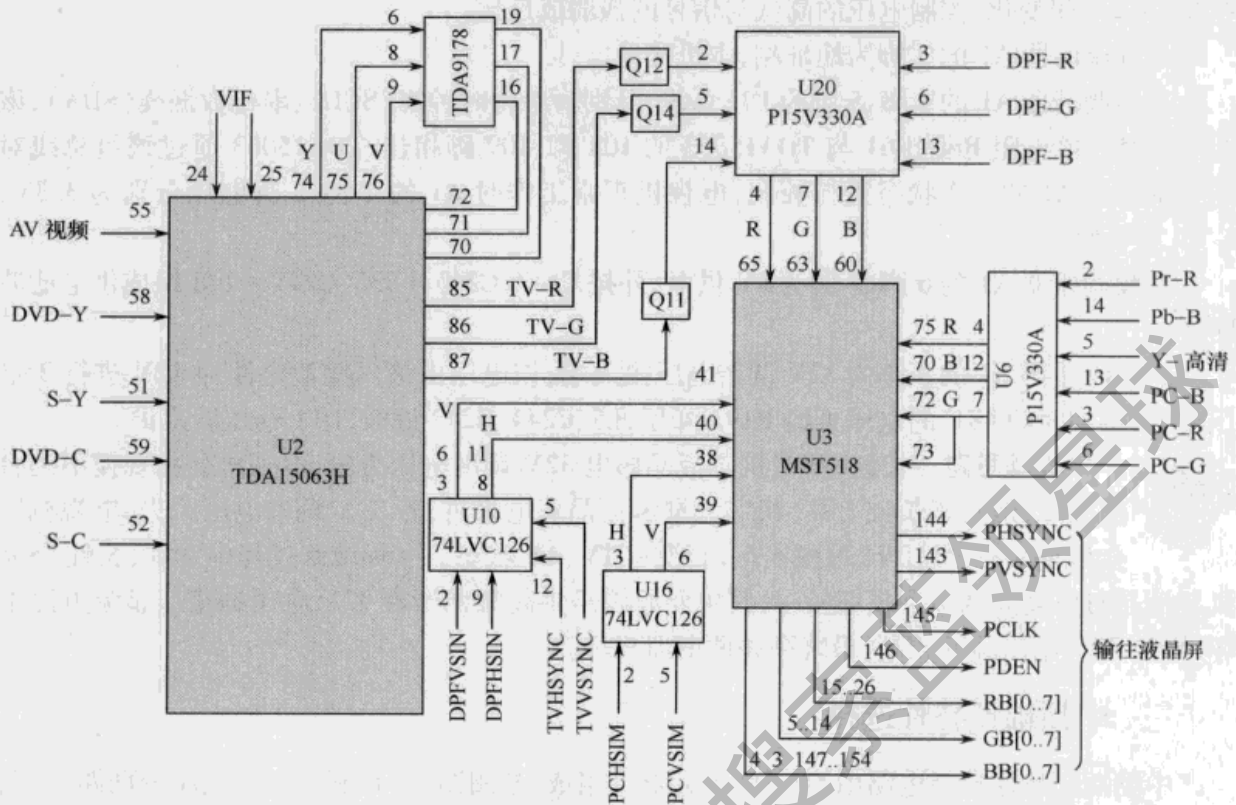 6
19
8
17
9
16
TDA9178
VIF
24
25
Y
U
V
74
75
76
72
71
70
55
AV 视频
58
DVD-Y
51
S-Y
59
DVD-C
52
S-C
U2
TDA15063H
85
TV-R
86
TV-G
87
TV-B
Q12
2
Q14
5
Q11
14
U20
P15V330A
3
DPF-R
6
DPF-G
13
DPF-B
4
7
12
R
G
B
65
63
60
U3
MST518
75 R 4
70 B 12
72 G 7
73
U6
P15V330A
2
Pr-R
14
Pb-B
5
Y-高清
13
PC-B
3
PC-R
6
PC-G
41
V
H
40
38
39
6
11
3
8
U10
74LVC126
5
12
2
9
DPFVSIN
DPFHSIN
TVHSYNC
TVVSYNC
H
V
3
6
U16
74LVC126
2
5
PCHSIM
PCVSIM
144
PHSYNC
143
PVSYNC
145
PCLK
146
PDEN
15..26
RB[0..7]
5..14
GB[0..7]
4
3
147..154
BB[0..7]
输往液晶屏
搜索蓝领星球